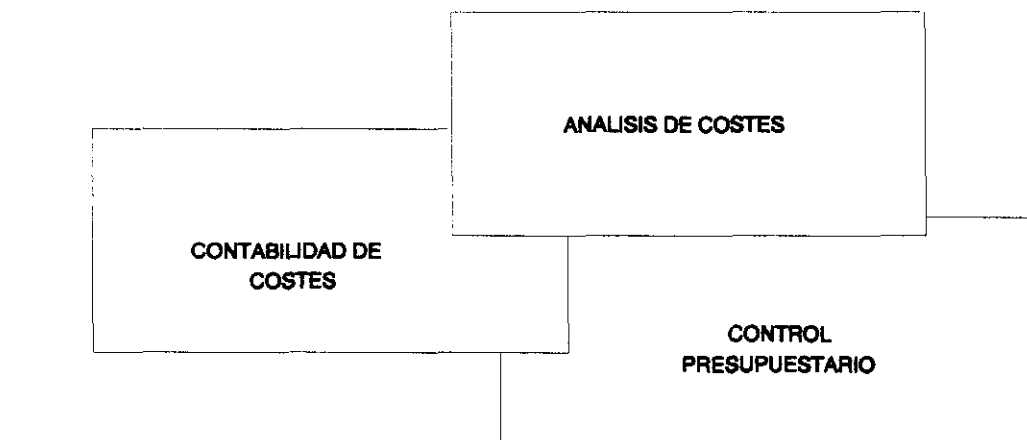 ANALISIS DE COSTES
CONTABILIDAD DE
COSTES
CONTROL
PRESUPUESTARIO